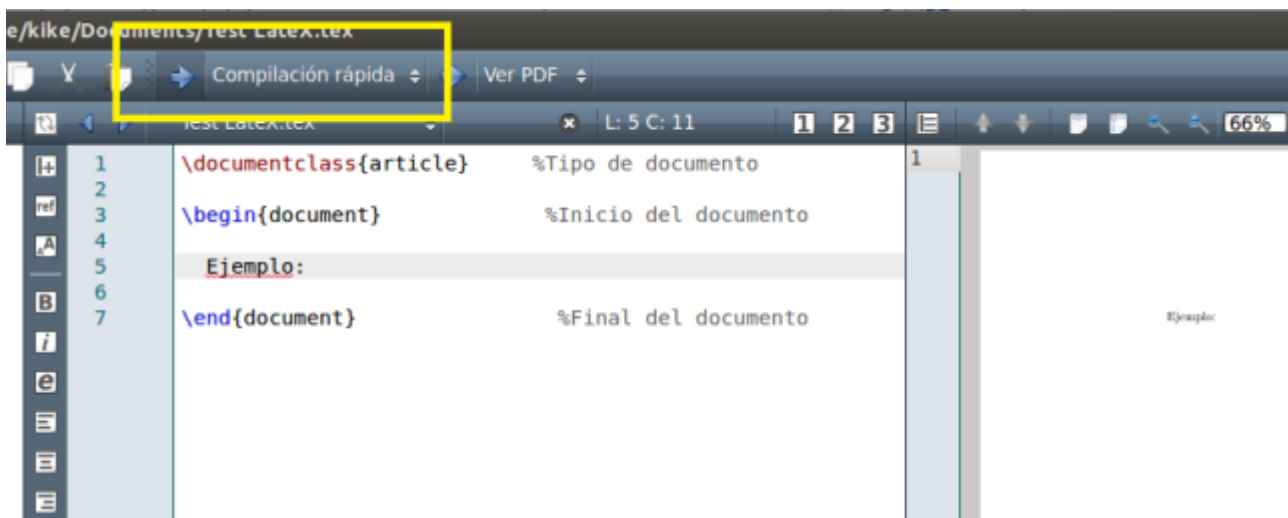 e/kike/Documents/Test LateX.tex
Compilación rápida Ver PDF
Test LateX.tex L: 5 C: 11 1 2 3 66%
1 \documentclass{article} %Tipo de documento 1
2
ref 3 \begin{document} %Inicio del documento
4
5 Ejemplo: 
6
B 7 \end{document} %Final del documento Ejemplo:
i
e